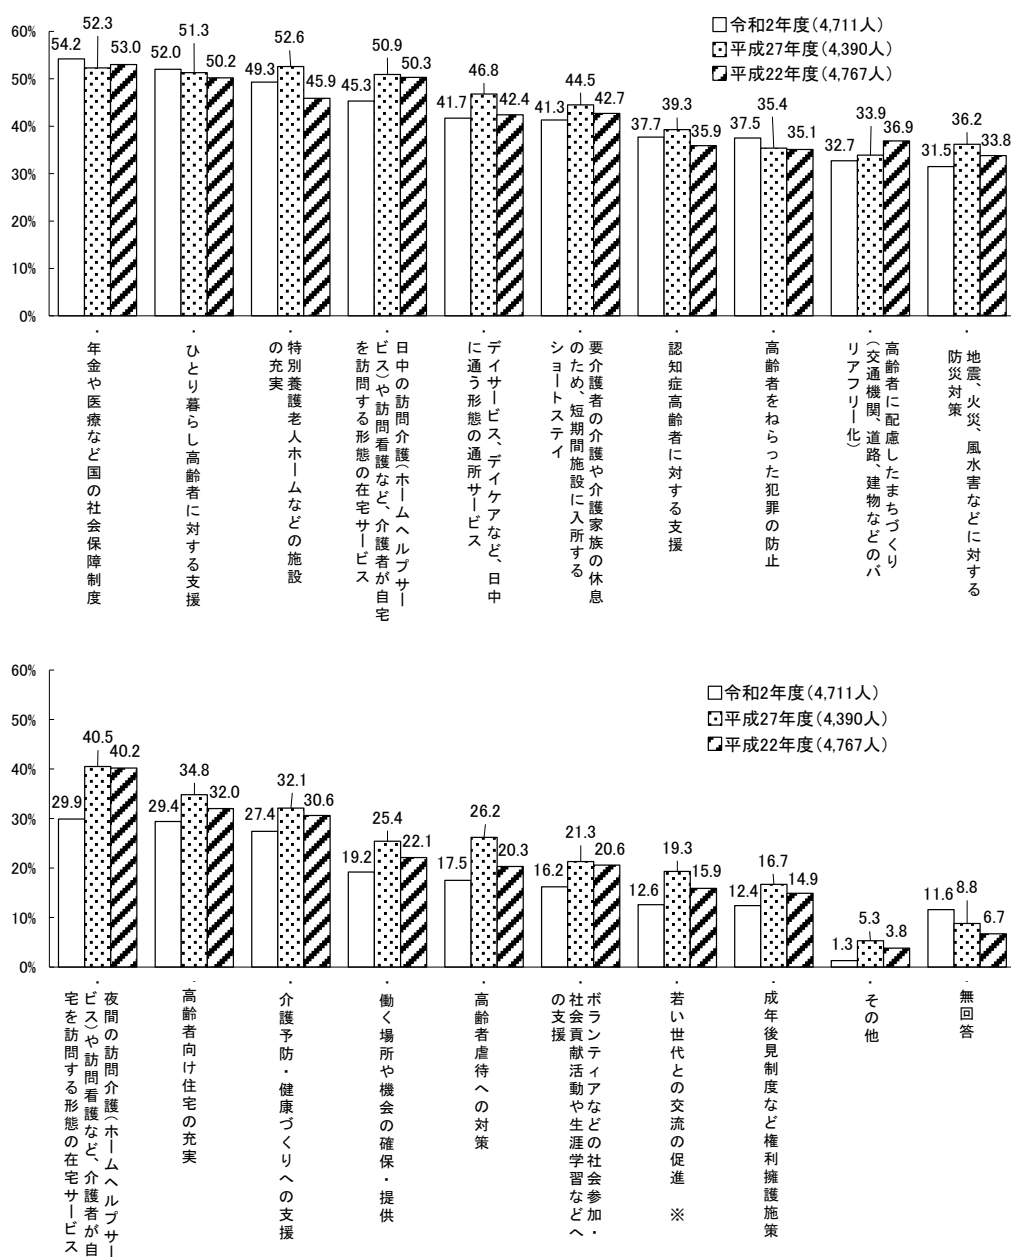 60%
50%
40%
30%
20%
10%
0%
令和2年度(4,711人)
平成27年度(4,390人)
平成22年度(4,767人)
54.2 52.3 53.0
52.0 51.3 50.2
49.3 52.6 45.9
45.3 50.9 50.3
41.7 46.8 42.4
41.3 44.5 42.7
37.7 39.3 35.9
37.5 35.4 35.1
32.7 33.9 36.9
31.5 36.2 33.8
・年金や医療など国の社会保障制度
・ひとり暮らし高齢者に対する支援
・特別養護老人ホームなどの施設
の充実
・日中の訪問介護(ホームヘルプサー
ビス)や訪問看護など、介護者が自宅
を訪問する形態の在宅サービス
・デイサービス、デイケアなど、日中
に通う形態の通所サービス
・要介護者の介護や介護家族の休息
のため、短期間施設に入所する
ショートステイ
・認知症高齢者に対する支援
・高齢者をねらった犯罪の防止
・高齢者に配慮したまちづくり
(交通機関、道路、建物などのバ
リアフリー化)
・地震、火災、風水害などに対する
防災対策
60%
50%
40%
30%
20%
10%
0%
令和2年度(4,711人)
平成27年度(4,390人)
平成22年度(4,767人)
29.9 40.5 40.2
29.4 34.8 32.0
27.4 32.1 30.6
19.2 25.4 22.1
17.5 26.2 20.3
16.2 21.3 20.6
12.6 19.3 15.9
12.4 16.7 14.9
1.3 5.3 3.8
11.6 8.8 6.7
・夜間の訪問介護(ホームヘルプサー
ビス)や訪問看護など、介護者が自
宅を訪問する形態の在宅サービス
・高齢者向け住宅の充実
・介護予防・健康づくりへの支援
・働く場所や機会の確保・提供
・高齢者虐待への対策
・ボランティアなどの社会参加・
社会貢献活動や生涯学習などへ
の支援
・若い世代との交流の促進 ※
・成年後見制度など権利擁護施策
・その他
・無回答